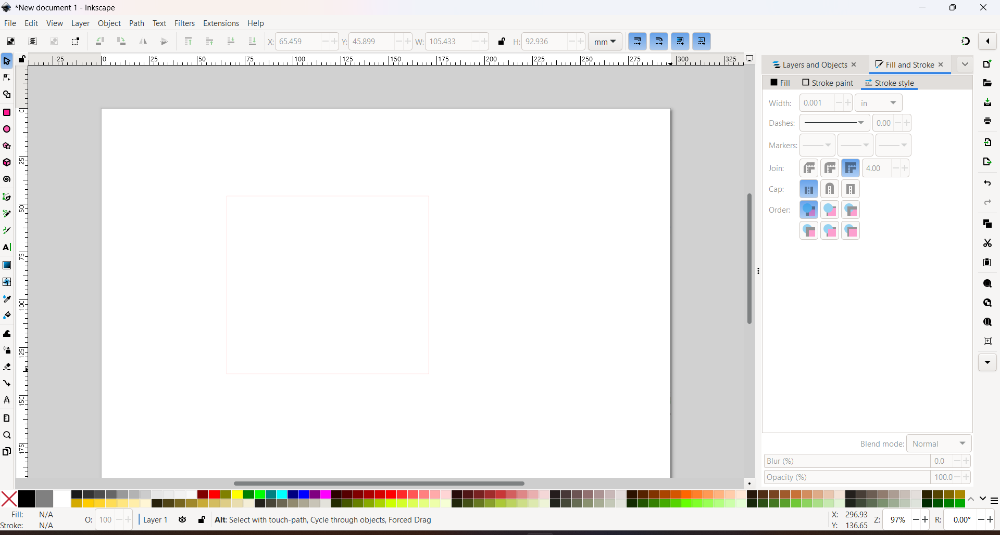 *New document 1 - Inkscape
File Edit View Layer Object Path Text Filters Extensions Help
X: 65.459 Y: 45.899 W: 105.433 H: 92.936 mm
-25 0 25 50 75 100 125 150 175 200 225 250 275 300 325
0
25
50
75
100
125
150
175
Layers and Objects Fill and Stroke
Fill Stroke paint Stroke style
Width: 0.001 in
Dashes: 0.00
Markers:
Join: 4.00
Cap:
Order:
Blend mode: Normal
Blur (%) 0.0
Opacity (%) 100.0
Fill: N/A
Stroke: N/A
O: 100 Layer 1 Alt: Select with touch-path, Cycle through objects, Forced Drag
X: 296.93
Y: 136.65
Z: 97% R: 0.00°